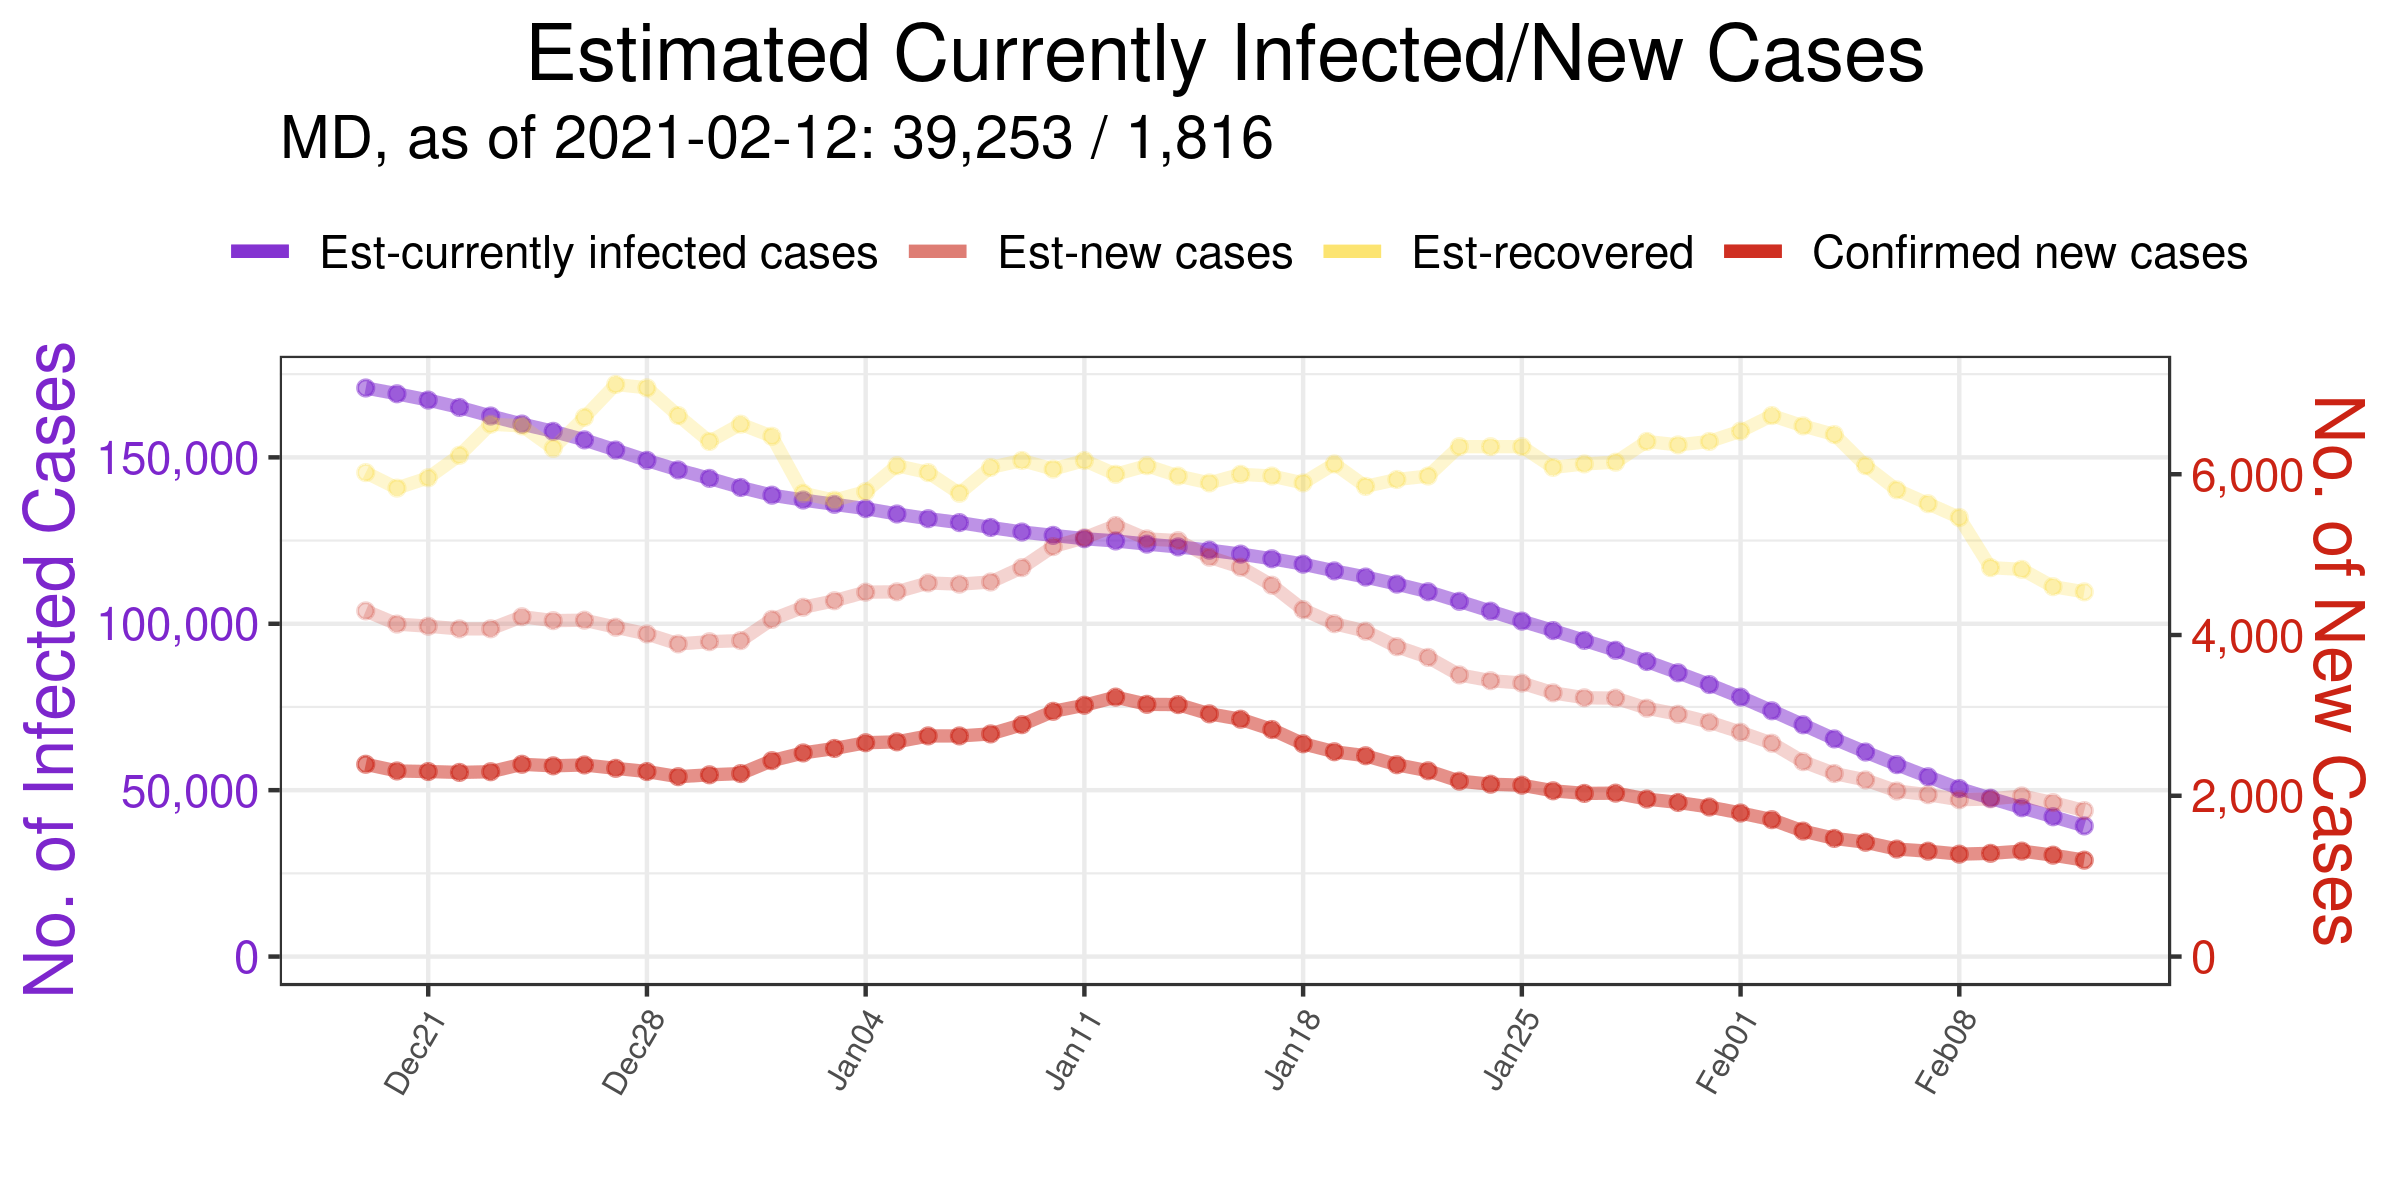 Estimated Currently Infected/New Cases
MD, as of 2021-02-12: 39,253 / 1,816
Est-currently infected cases Est-new cases Est-recovered Confirmed new cases
No. of Infected Cases
150,000
100,000
50,000
0
6,000
4,000
2,000
0
No. of New Cases
Dec21 Dec28 Jan04 Jan11 Jan18 Jan25 Feb01 Feb08